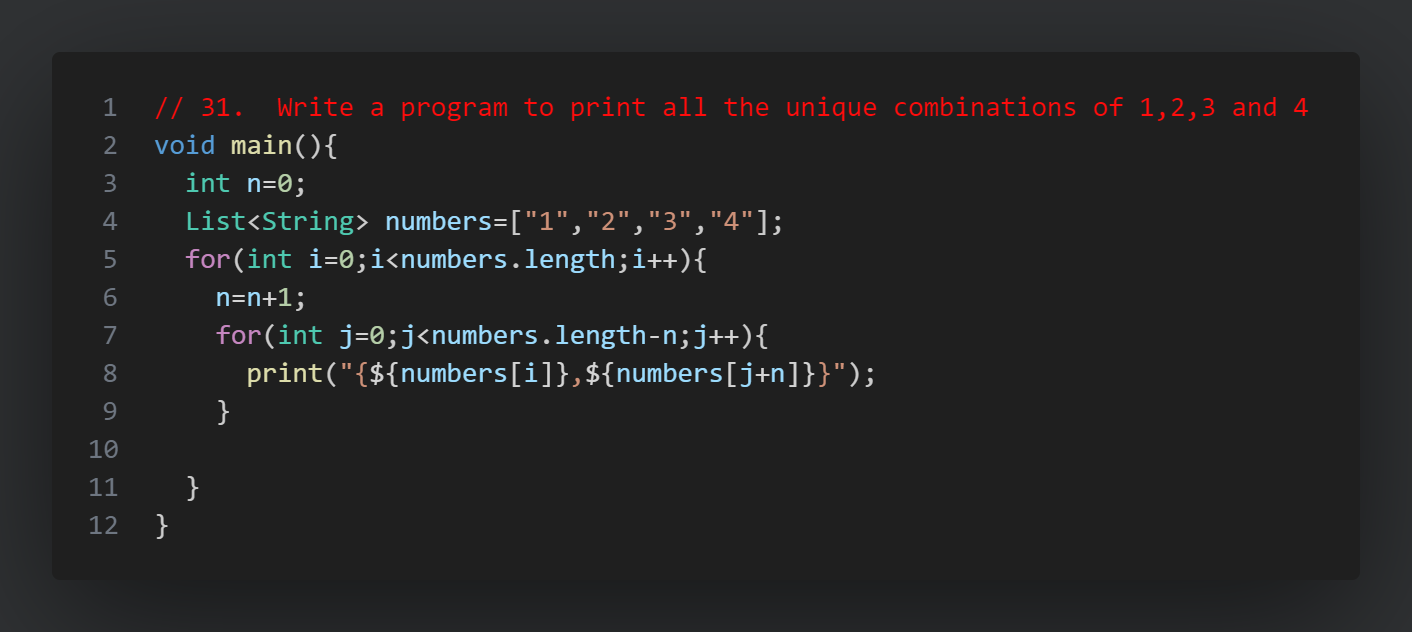 1 // 31.  Write a program to print all the unique combinations of 1,2,3 and 4
2 void main(){
3   int n=0;
4   List<String> numbers=["1","2","3","4"];
5   for(int i=0;i<numbers.length;i++){
6     n=n+1;
7     for(int j=0;j<numbers.length-n;j++){
8       print("{${numbers[i]},${numbers[j+n]}}");
9     }
10
11   }
12 }